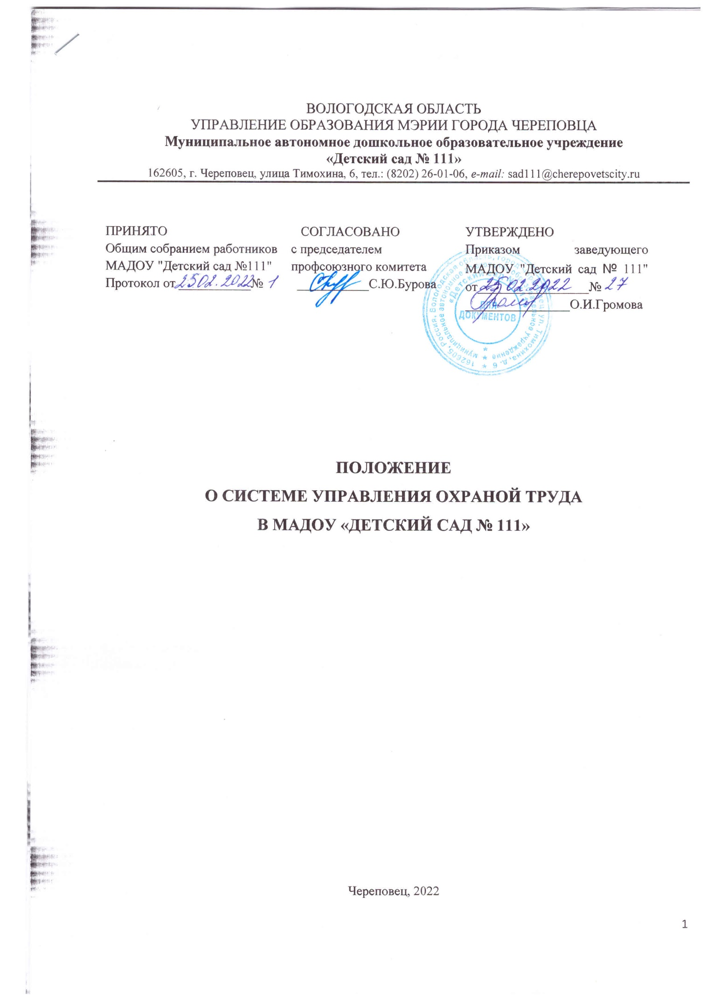 ВОЛОГОДСКАЯ ОБЛАСТЬ
УПРАВЛЕНИЕ ОБРАЗОВАНИЯ МЭРИИ ГОРОДА ЧЕРЕПОВЦА
Муниципальное автономное дошкольное образовательное учреждение
«Детский сад № 111»
162605, г. Череповец, улица Тимохина, 6, тел.: (8202) 26-01-06, e-mail: sad111@cherepovetscity.ru
ПРИНЯТО
Общим собранием работников
МАДОУ "Детский сад №111"
Протокол от 25.02.2022 № 1
СОГЛАСОВАНО
с председателем
профсоюзного комитета
С.Ю.Бурова
УТВЕРЖДЕНО
Приказом заведующего
МАДОУ "Детский сад № 111"
от 25.02.2022 № 27
О.И.Громова
ДЛЯ
ДОКУМЕНТОВ
ПОЛОЖЕНИЕ
О СИСТЕМЕ УПРАВЛЕНИЯ ОХРАНОЙ ТРУДА
В МАДОУ «ДЕТСКИЙ САД № 111»
Череповец, 2022
1